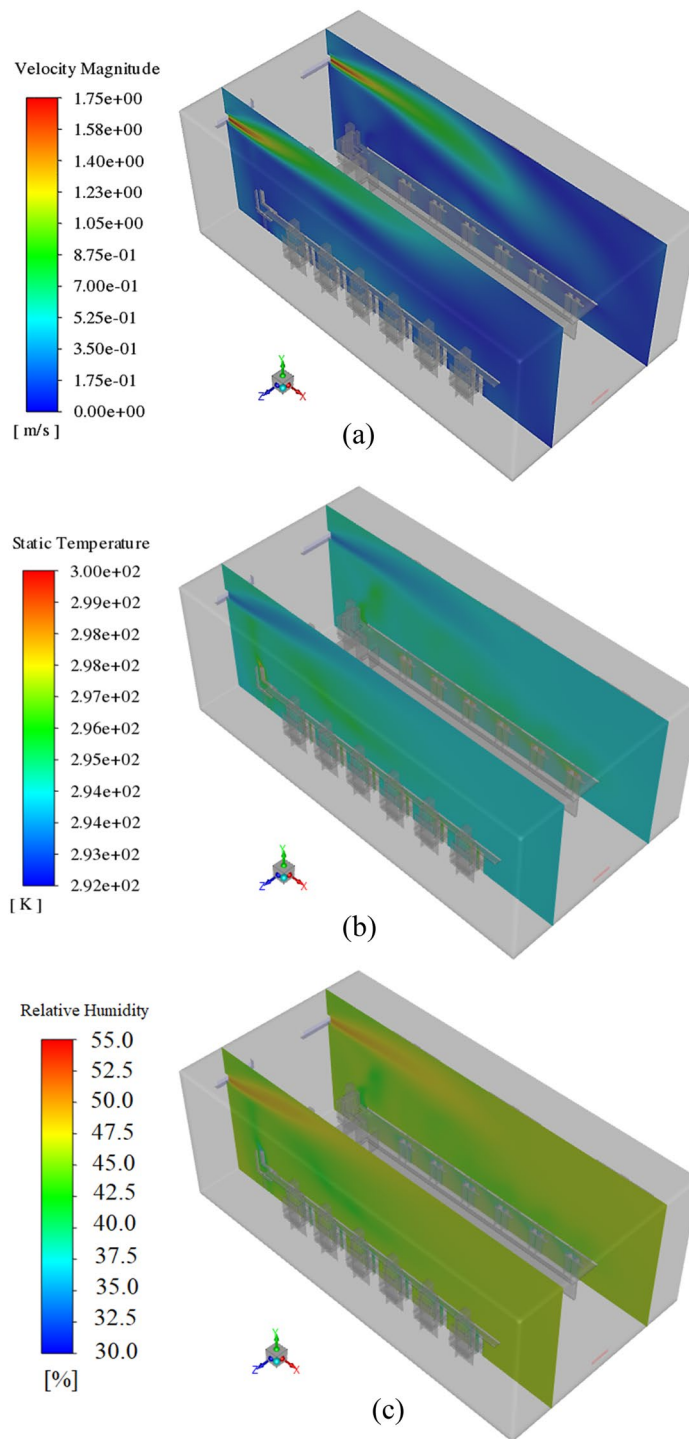 Velocity Magnitude
1.75e+00
1.58e+00
1.40e+00
1.23e+00
1.05e+00
8.75e-01
7.00e-01
5.25e-01
3.50e-01
1.75e-01
0.00e+00
[ m/s ]
Y
Z
X
(a)
Static Temperature
3.00e+02
2.99e+02
2.98e+02
2.98e+02
2.97e+02
2.96e+02
2.95e+02
2.94e+02
2.94e+02
2.93e+02
2.92e+02
[ K ]
Y
Z
X
(b)
Relative Humidity
55.0
52.5
50.0
47.5
45.0
42.5
40.0
37.5
35.0
32.5
30.0
[%]
Y
Z
X
(c)